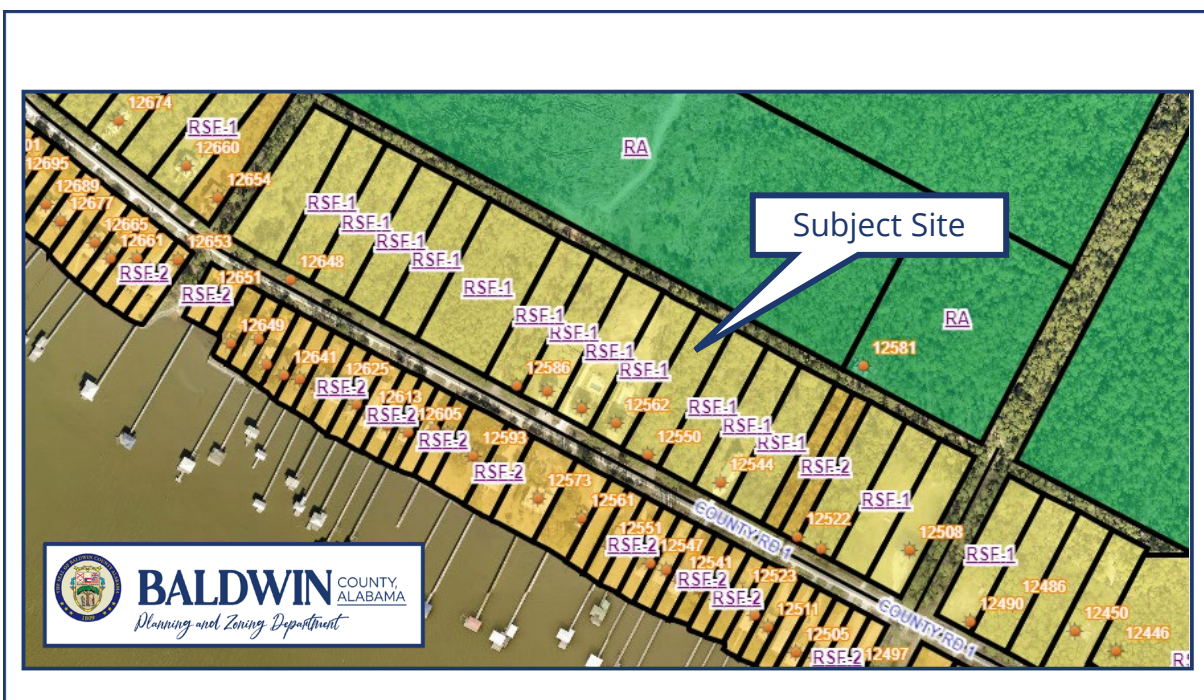 12674
RSF-1
12660
12654
12695
12689
12677
12665
12661
12653
RSF-2
12651
RSF-2
12649
12641
12625
RSF-2
12613
RSF-2
12605
RSF-2
12593
RSF-2
12573
12561
12551
RSF-2
12547
12541
RSF-2
12523
RSF-2
12511
12505
RSF-2
12497
12648
RSF-1
RSF-1
RSF-1
RSF-1
RSF-1
RSF-1
RSF-1
RSF-1
RSF-1
12586
12562
12550
RSF-1
RSF-1
RSF-1
12544
RSF-2
12522
RSF-1
12508
RSF-1
12486
12490
12450
12446
RA
Subject Site
RA
12581
COUNTY RD 1
COUNTY RD 1
BALDWIN COUNTY, ALABAMA
Planning and Zoning Department